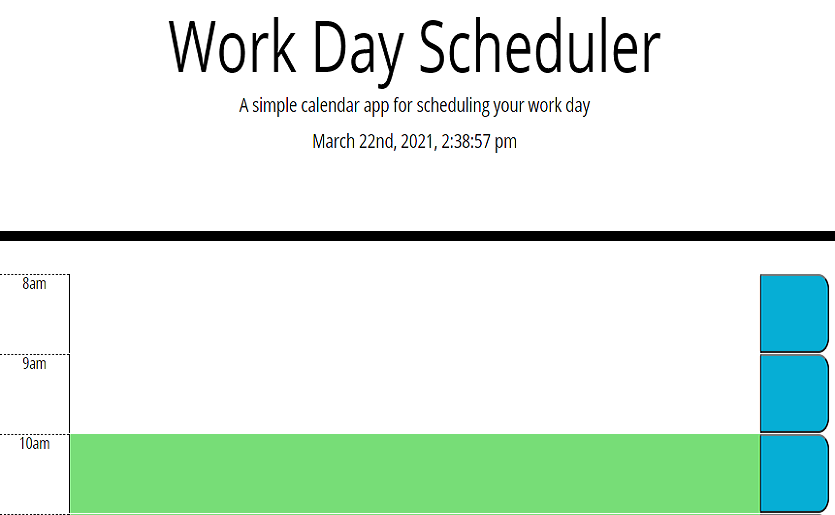 Work Day Scheduler
A simple calendar app for scheduling your work day
March 22nd, 2021, 2:38:57 pm
8am
9am
10am